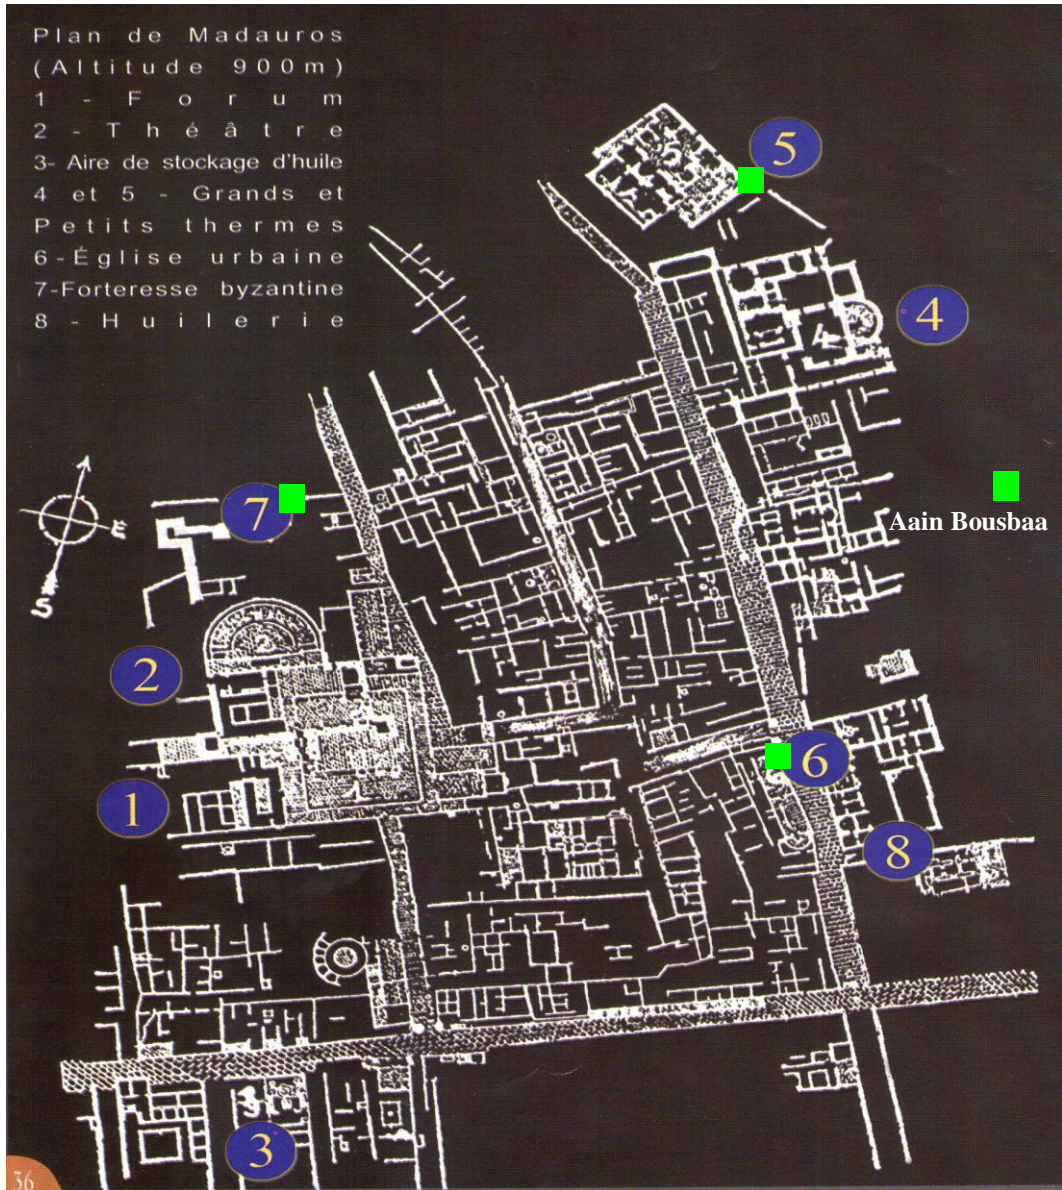 Plan de Madauros
(Altitude 900m)
1 - Forum
2 - Théâtre
3- Aire de stockage d'huile
4 et 5 - Grands et
Petits thermes
6-Église urbaine
7-Forteresse byzantine
8 - Huilerie
5
4
7
E
S
Aain Bousbaa
2
6
1
8
3
36